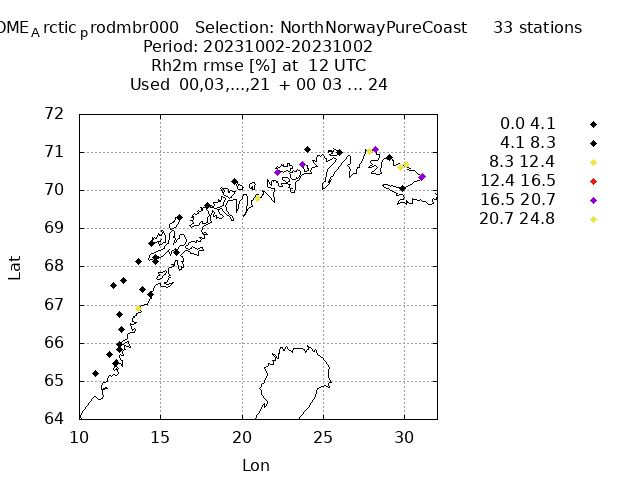 OME A rctic p rodmbr000 Selection: NorthNorwayPureCoast 33 stations
Period: 20231002-20231002
Rh2m rmse [%] at 12 UTC
Used 00,03,...,21 + 00 03 ... 24
72
71
70
69
68
67
66
65
64
10 15 20 25 30
Lat
Lon
0.0 4.1
4.1 8.3
8.3 12.4
12.4 16.5
16.5 20.7
20.7 24.8